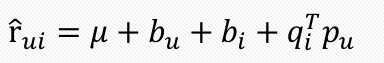 r̂ᵤᵢ = μ + bᵤ + bᵢ + qᵢᵀpᵤ